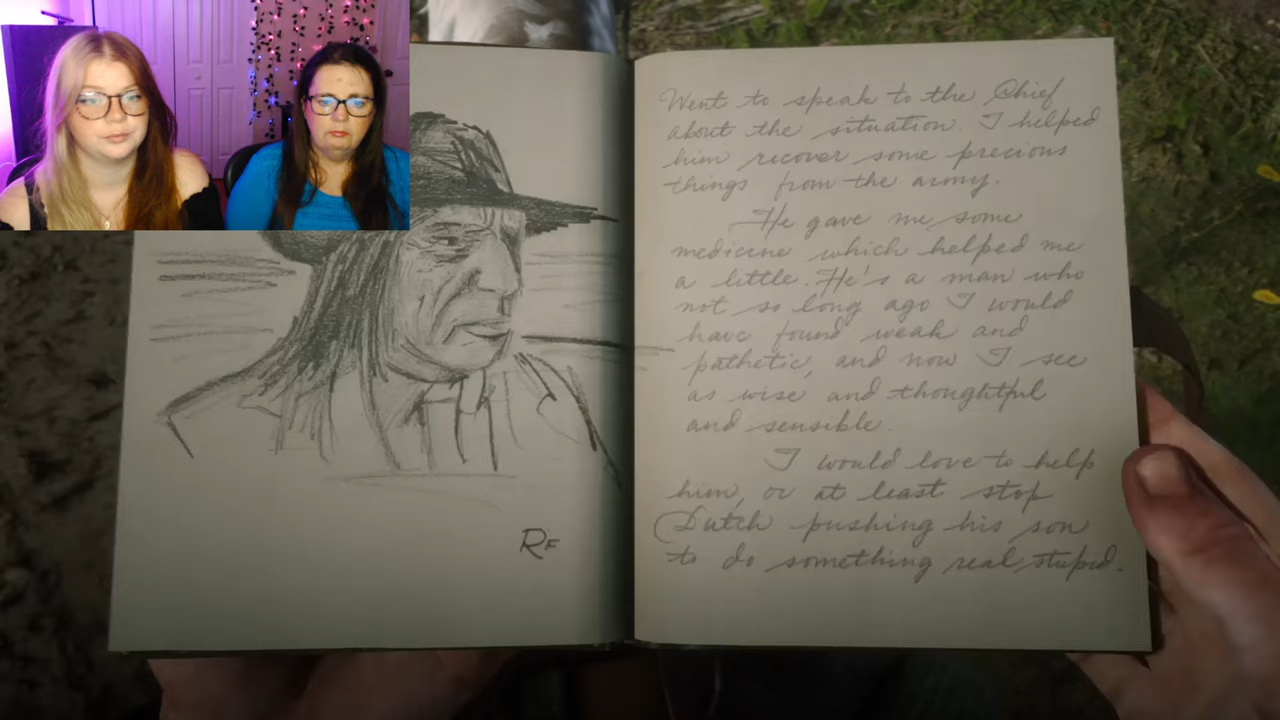 Went to speak to the Chief
about the situation. I helped
him recover some precious
things from the army.
He gave me some
medicine which helped me
a little. He's a man who
not so long ago I would
have found weak and
pathetic, and now I see
as wise and thoughtful
and sensible.
I would love to help
him, or at least stop
Dutch pushing his son
to do something real stupid.
RF